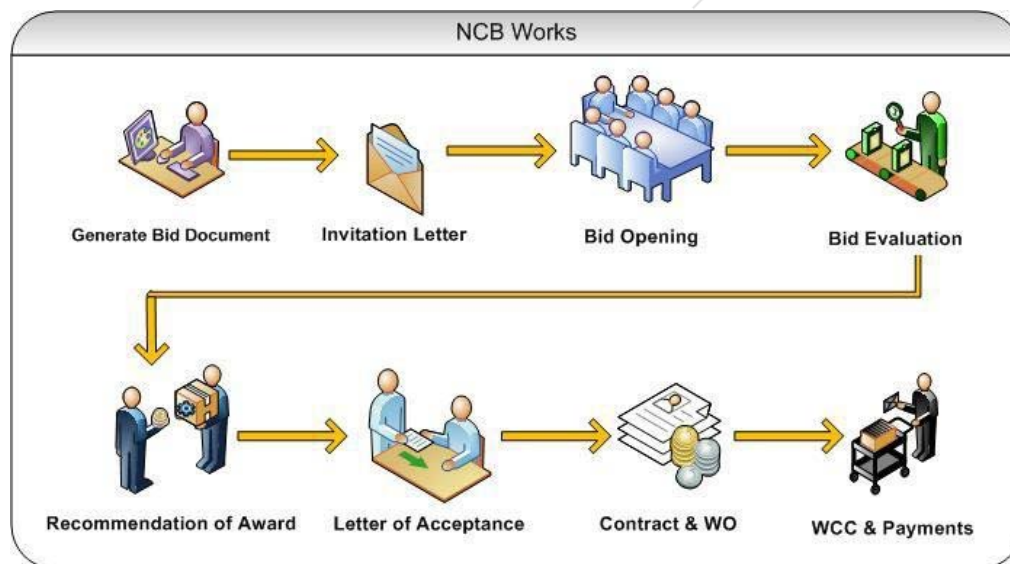 NCB Works
Generate Bid Document
Invitation Letter
Bid Opening
Bid Evaluation
Recommendation of Award
Letter of Acceptance
Contract & WO
WCC & Payments